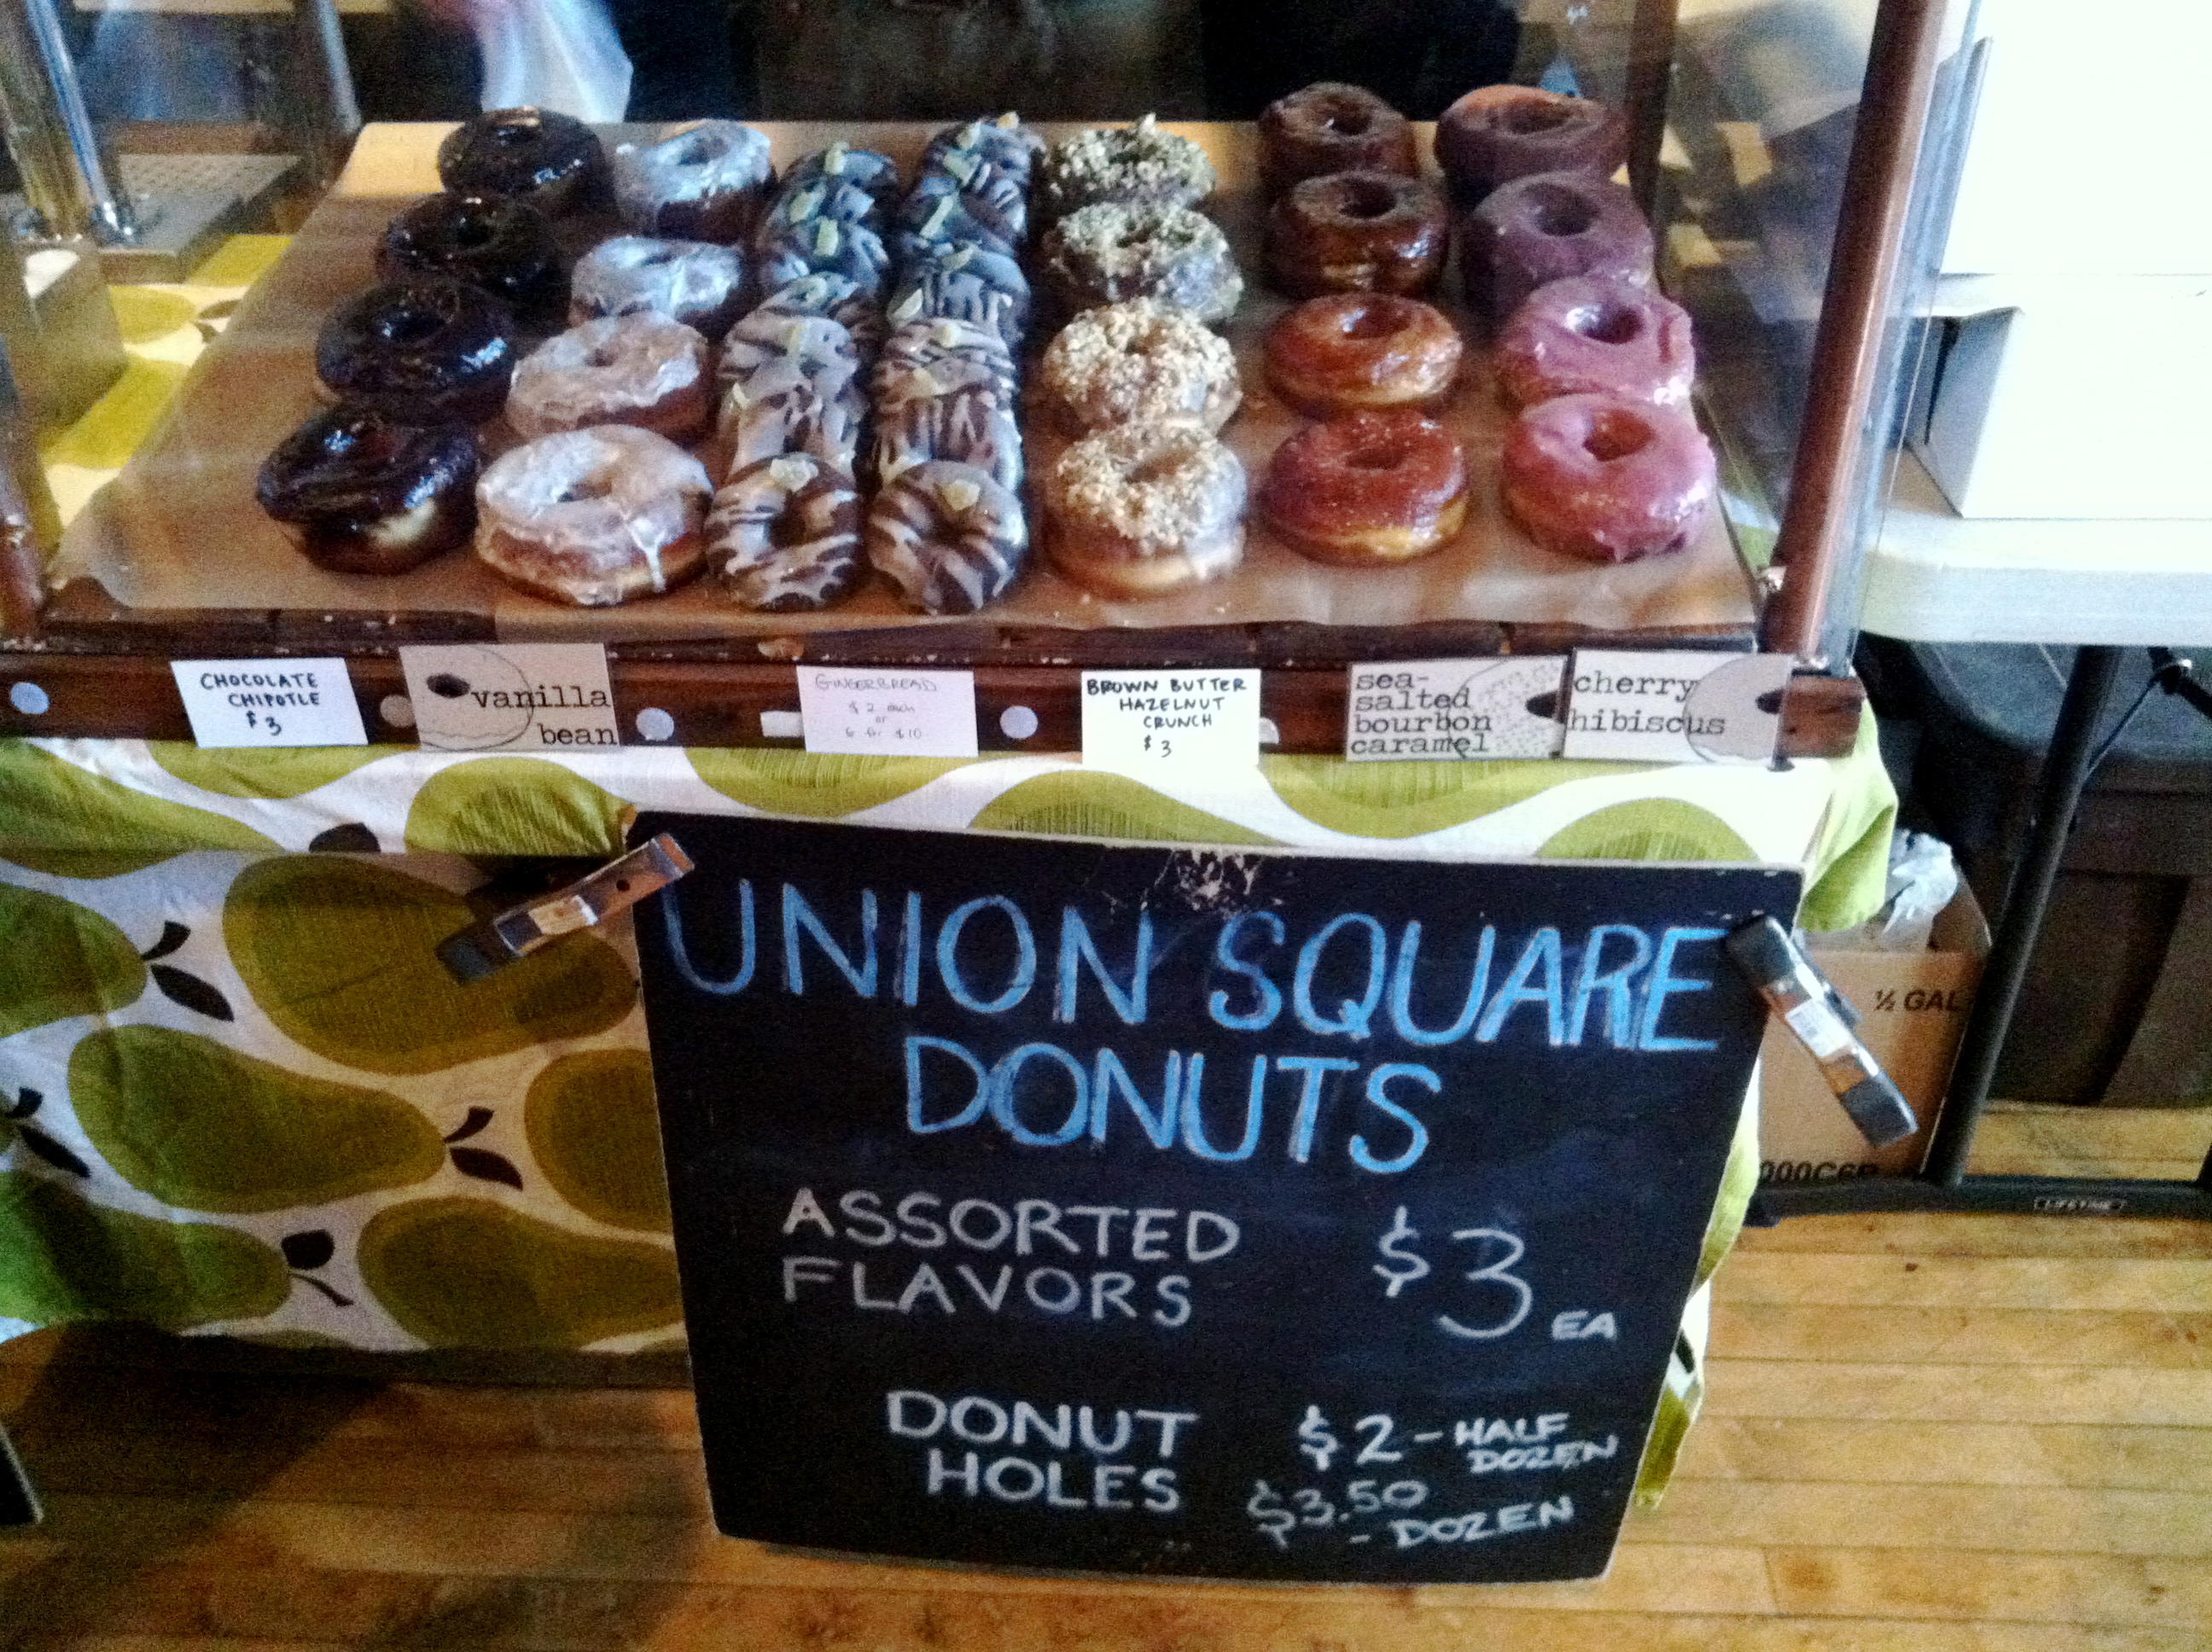 CHOCOLATE
CHIPOTLE
$3
vanilla
bean
GINGERBREAD
$2 each
or
6 for $10
BROWN BUTTER
HAZELNUT
CRUNCH
$3
sea-
salted
bourbon
caramel
cherry
hibiscus
UNION SQUARE
DONUTS
ASSORTED
FLAVORS
$3 EA
DONUT
HOLES
$2 - HALF
DOZEN
$3.50
- DOZEN
½ GAL
000C6P
LIFETIME